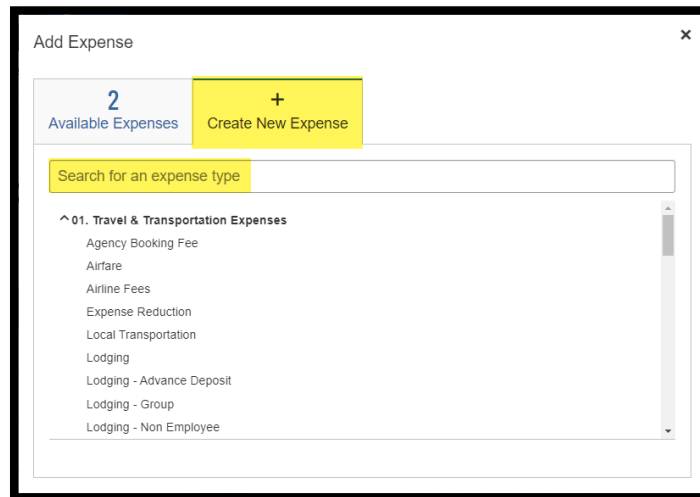 Add Expense
×
2
Available Expenses
+
Create New Expense
Search for an expense type
01. Travel & Transportation Expenses
Agency Booking Fee
Airfare
Airline Fees
Expense Reduction
Local Transportation
Lodging
Lodging - Advance Deposit
Lodging - Group
Lodging - Non Employee